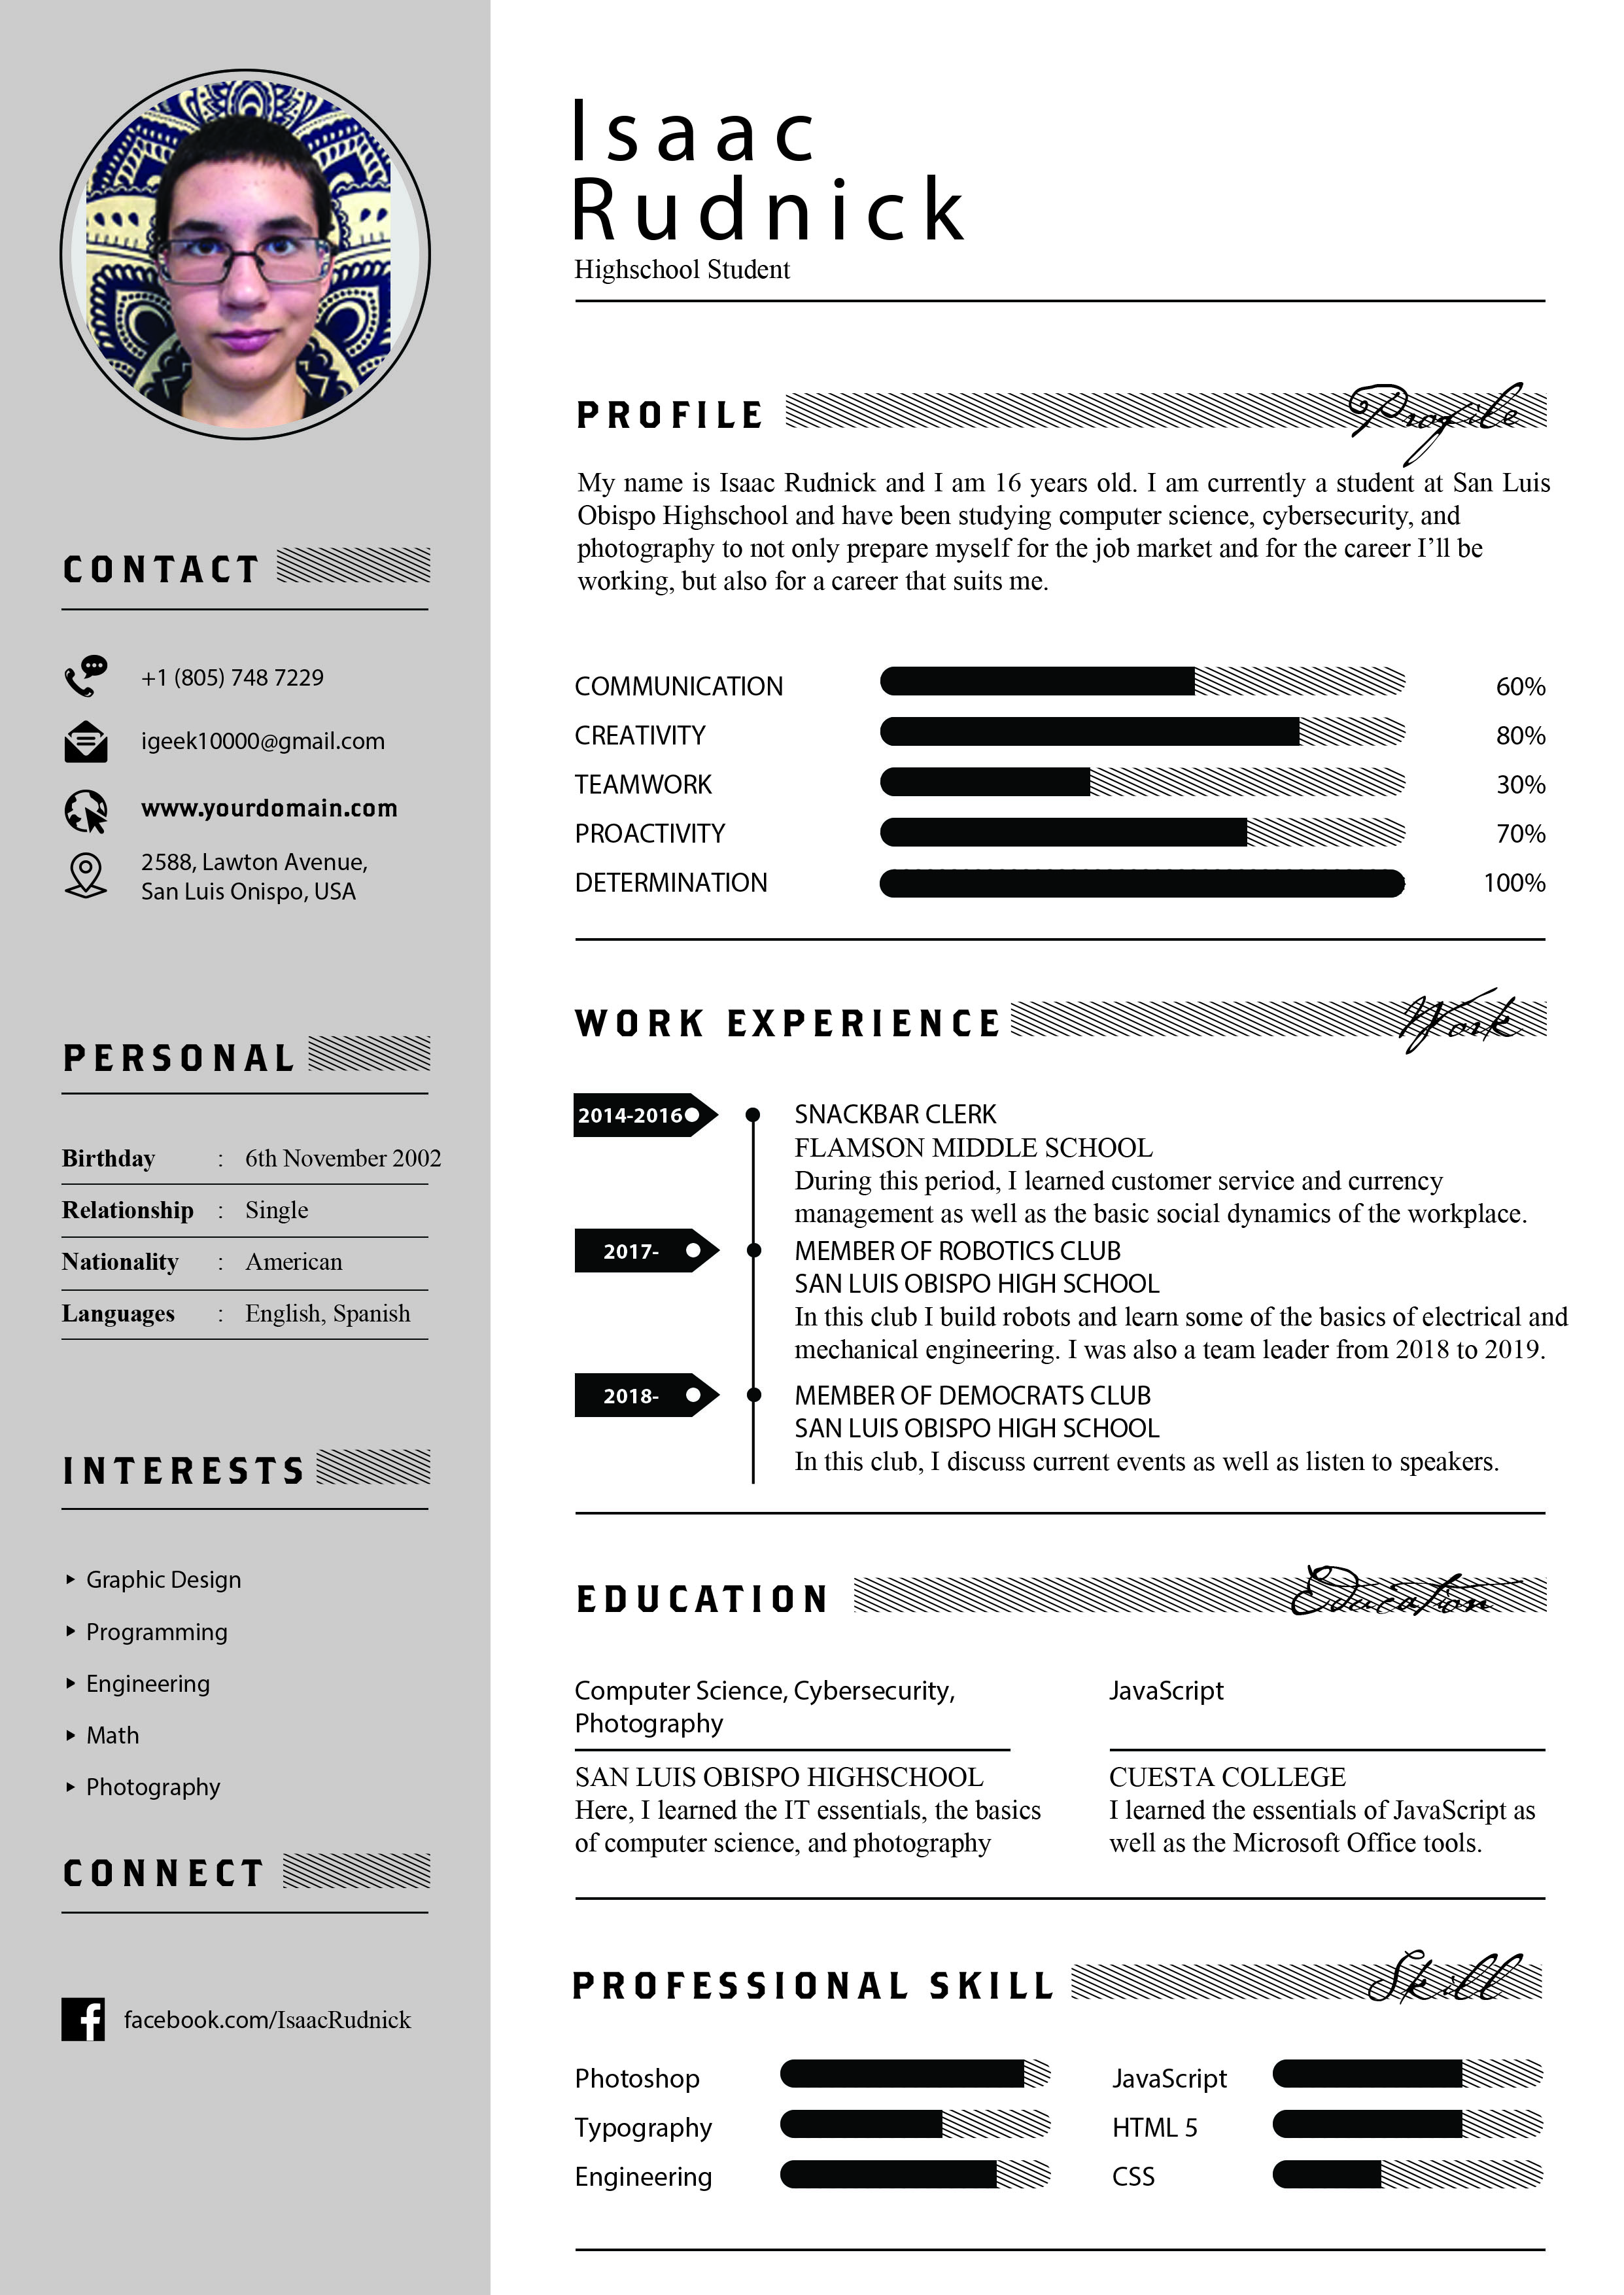 Isaac
Rudnick
Highschool Student
CONTACT
+1 (805) 748 7229
igeek10000@gmail.com
www.yourdomain.com
2588, Lawton Avenue,
San Luis Onispo, USA
PERSONAL
Birthday : 6th November 2002
Relationship : Single
Nationality : American
Languages : English, Spanish
INTERESTS
Graphic Design
Programming
Engineering
Math
Photography
CONNECT
facebook.com/IsaacRudnick
PROFILE Profile
My name is Isaac Rudnick and I am 16 years old. I am currently a student at San Luis
Obispo Highschool and have been studying computer science, cybersecurity, and
photography to not only prepare myself for the job market and for the career I’ll be
working, but also for a career that suits me.
COMMUNICATION 60%
CREATIVITY 80%
TEAMWORK 30%
PROACTIVITY 70%
DETERMINATION 100%
WORK EXPERIENCE Work
2014-2016 SNACKBAR CLERK
FLAMSON MIDDLE SCHOOL
During this period, I learned customer service and currency
management as well as the basic social dynamics of the workplace.
2017- MEMBER OF ROBOTICS CLUB
SAN LUIS OBISPO HIGH SCHOOL
In this club I build robots and learn some of the basics of electrical and
mechanical engineering. I was also a team leader from 2018 to 2019.
2018- MEMBER OF DEMOCRATS CLUB
SAN LUIS OBISPO HIGH SCHOOL
In this club, I discuss current events as well as listen to speakers.
EDUCATION Education
Computer Science, Cybersecurity,
Photography
SAN LUIS OBISPO HIGHSCHOOL
Here, I learned the IT essentials, the basics
of computer science, and photography
JavaScript
CUESTA COLLEGE
I learned the essentials of JavaScript as
well as the Microsoft Office tools.
PROFESSIONAL SKILL Skill
Photoshop
Typography
Engineering
JavaScript
HTML 5
CSS